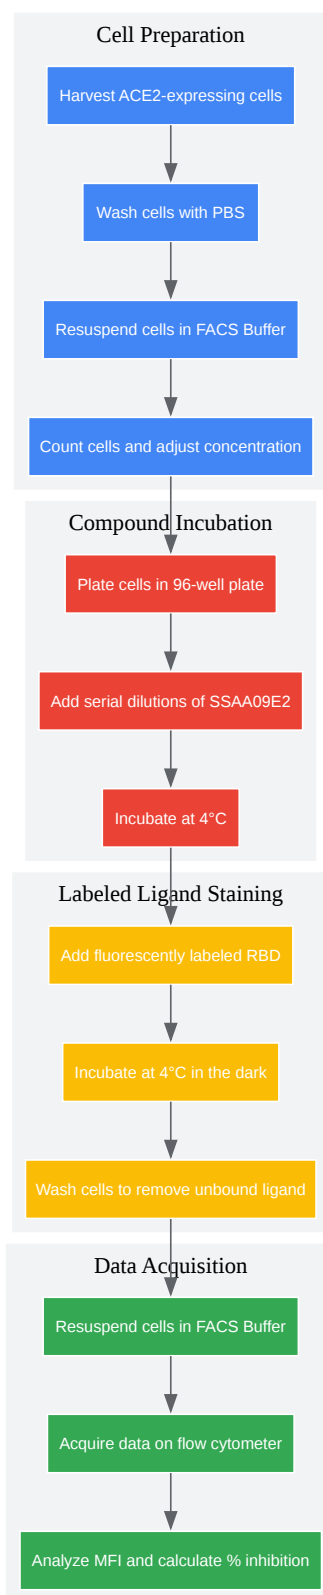 Cell Preparation
Harvest ACE2-expressing cells
Wash cells with PBS
Resuspend cells in FACS Buffer
Count cells and adjust concentration
Compound Incubation
Plate cells in 96-well plate
Add serial dilutions of SSAA09E2
Incubate at 4°C
Labeled Ligand Staining
Add fluorescently labeled RBD
Incubate at 4°C in the dark
Wash cells to remove unbound ligand
Data Acquisition
Resuspend cells in FACS Buffer
Acquire data on flow cytometer
Analyze MFI and calculate % inhibition